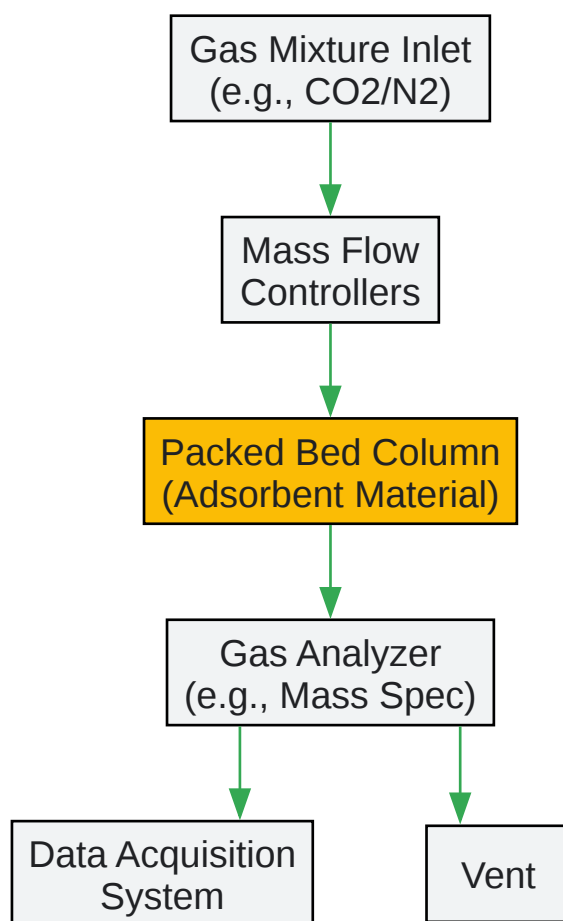 Gas Mixture Inlet
(e.g., CO2/N2)
Mass Flow
Controllers
Packed Bed Column
(Adsorbent Material)
Gas Analyzer
(e.g., Mass Spec)
Data Acquisition
System
Vent